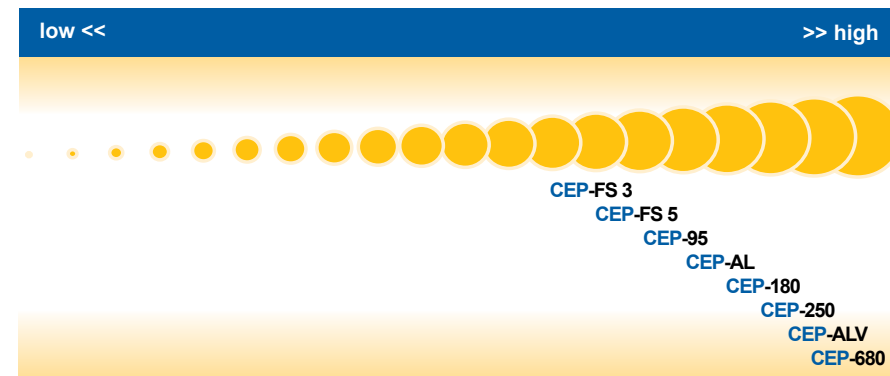 low << >> high
CEP-FS 3
CEP-FS 5
CEP-95
CEP-AL
CEP-180
CEP-250
CEP-ALV
CEP-680